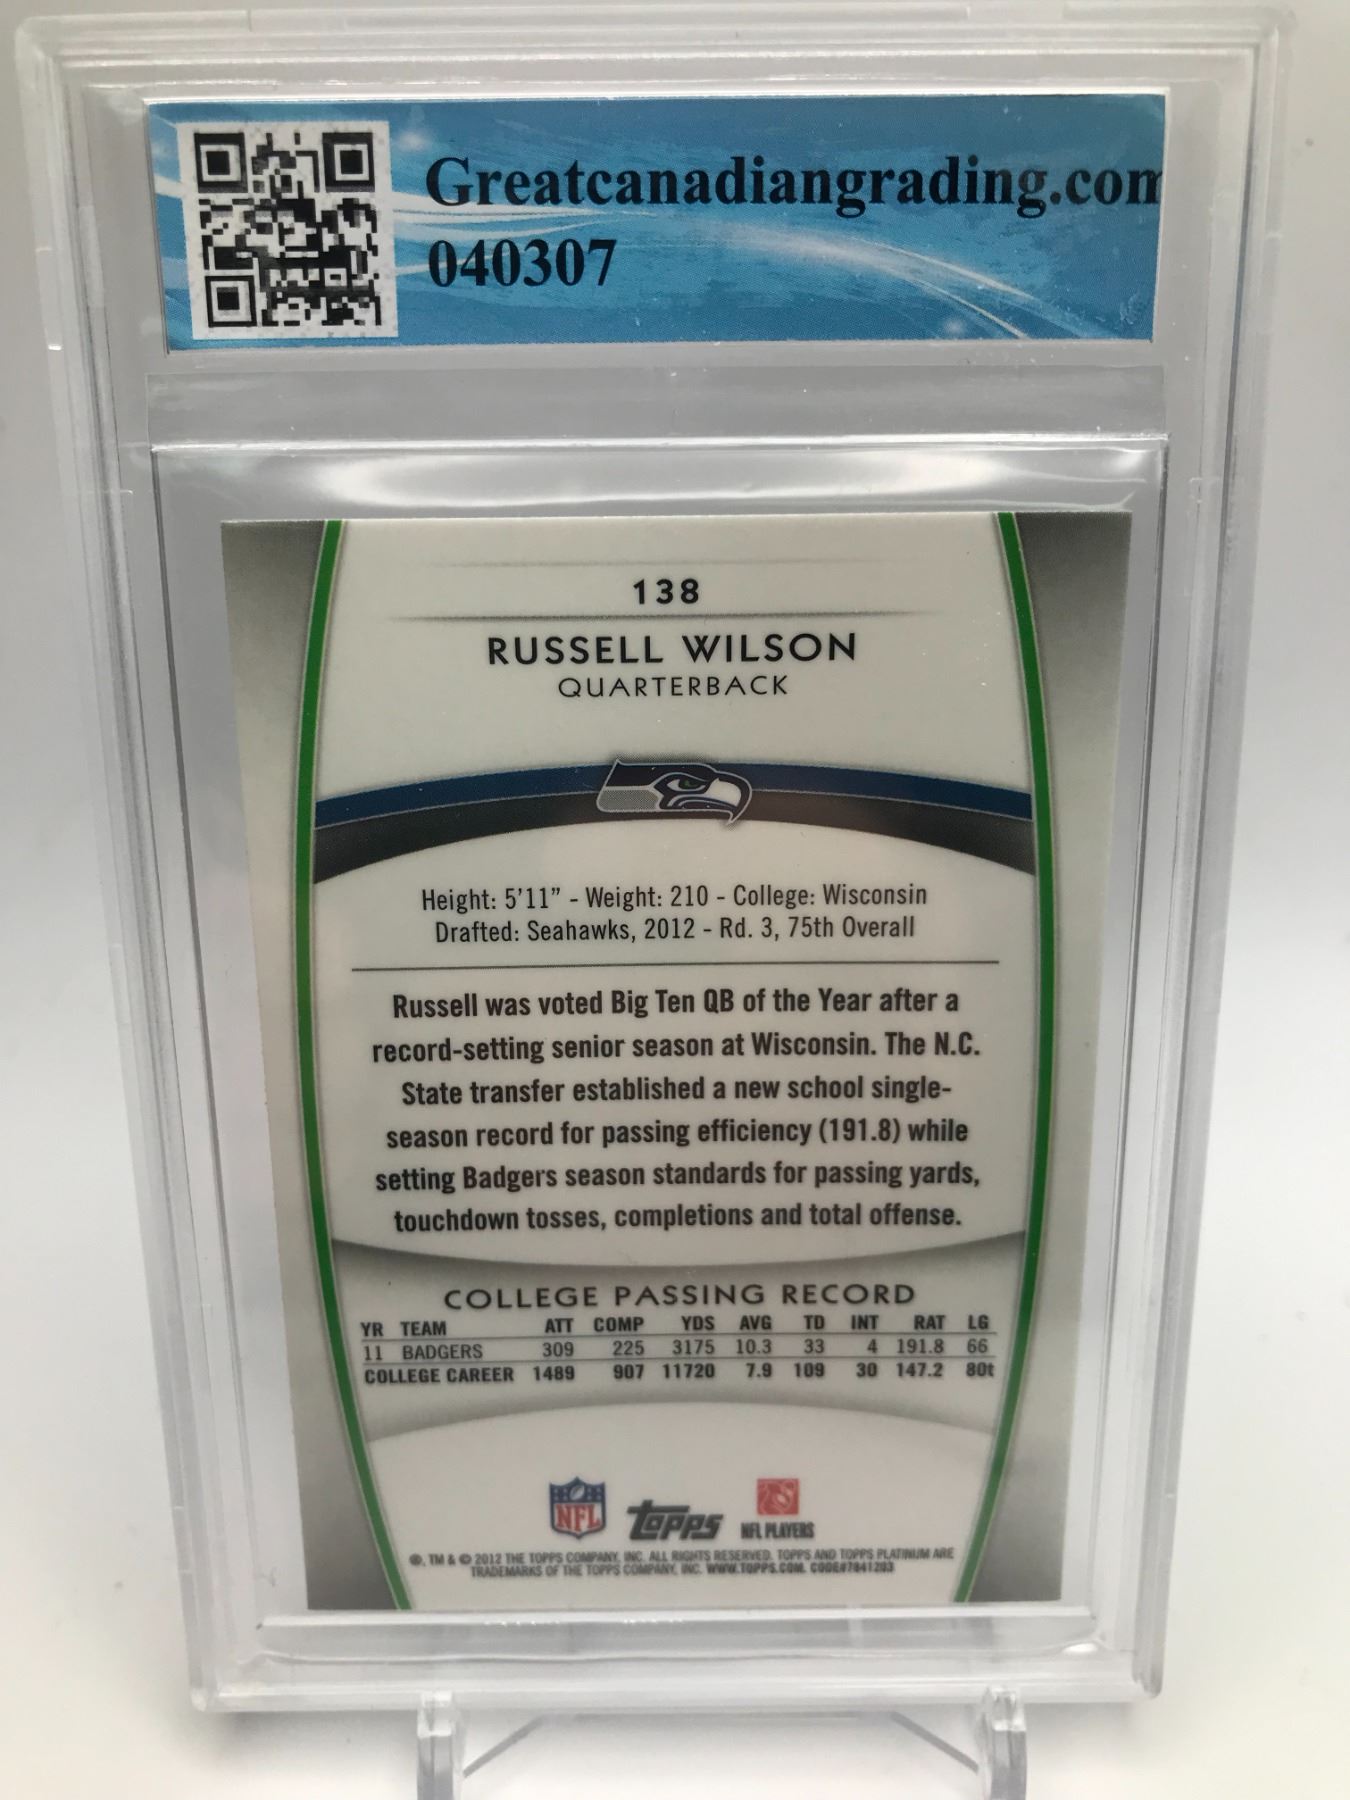 Greatcanadiangrading.com
040307
138
RUSSELL WILSON
QUARTERBACK
Height: 5'11" - Weight: 210 - College: Wisconsin
Drafted: Seahawks, 2012 - Rd. 3, 75th Overall
Russell was voted Big Ten QB of the Year after a
record-setting senior season at Wisconsin. The N.C.
State transfer established a new school single-
season record for passing efficiency (191.8) while
setting Badgers season standards for passing yards,
touchdown tosses, completions and total offense.
COLLEGE PASSING RECORD
YR TEAM ATT COMP YDS AVG TD INT RAT LG
11 BADGERS 309 225 3175 10.3 33 4 191.8 66
COLLEGE CAREER 1489 907 11720 7.9 109 30 147.2 80t
NFL
Topps
NFL PLAYERS
®, TM & © 2012 THE TOPPS COMPANY, INC. ALL RIGHTS RESERVED. TOPPS AND TOPPS PLATINUM ARE
TRADEMARKS OF THE TOPPS COMPANY, INC. WWW.TOPPS.COM. CODE#7841203